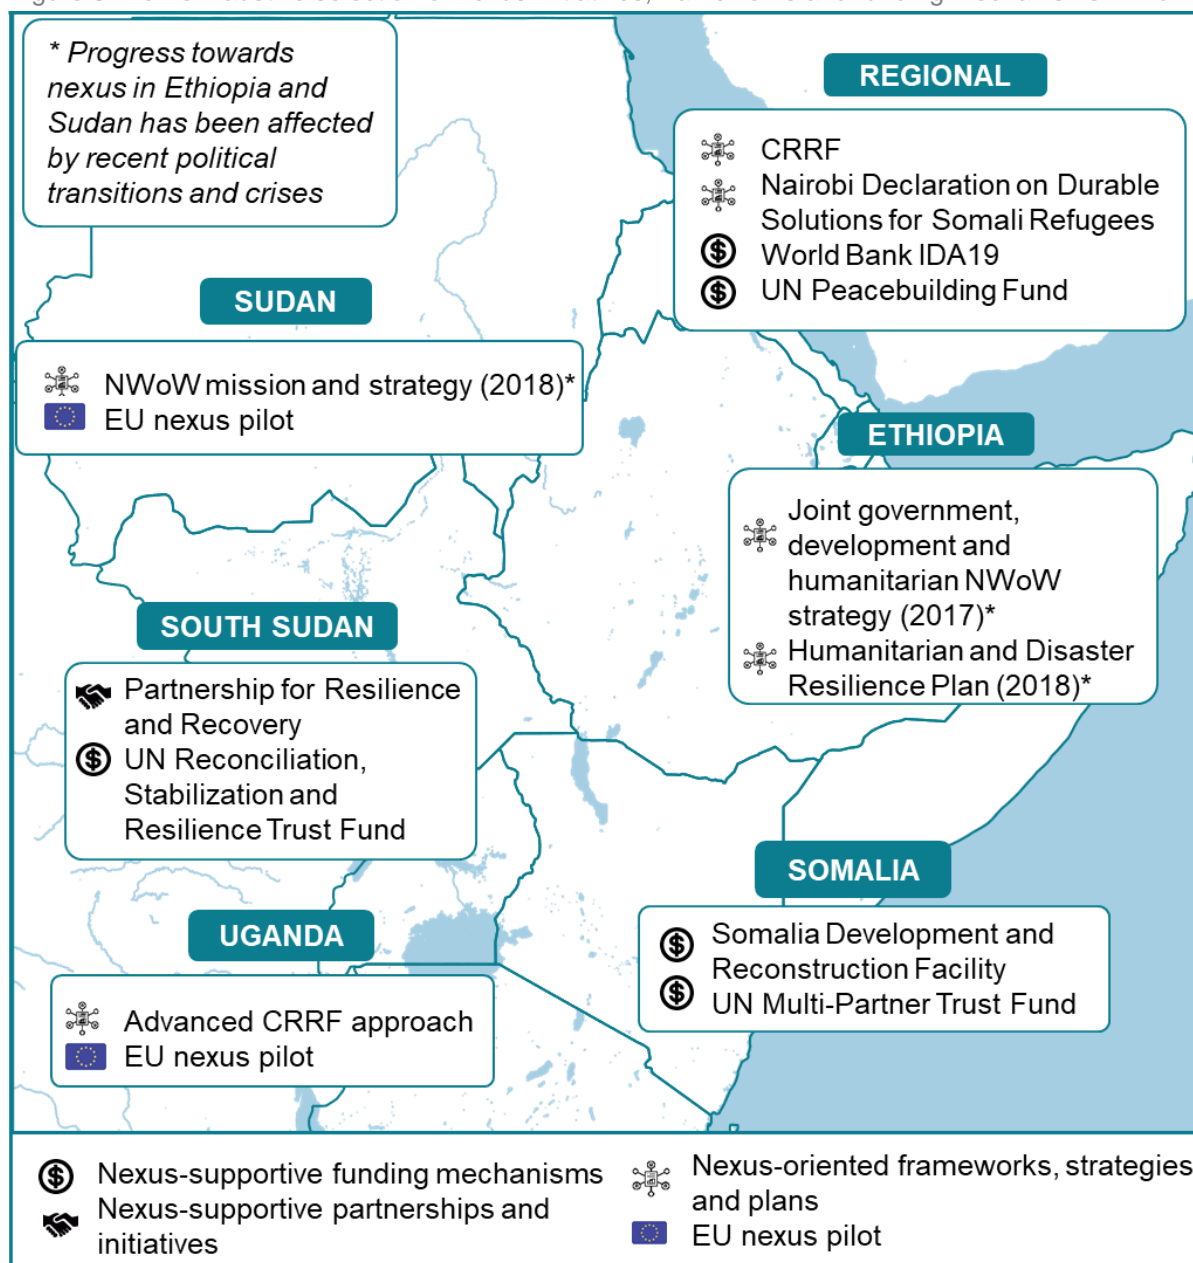 * Progress towards
nexus in Ethiopia and
Sudan has been affected
by recent political
transitions and crises
REGIONAL
CRRF
Nairobi Declaration on Durable
Solutions for Somali Refugees
World Bank IDA19
UN Peacebuilding Fund
SUDAN
NWoW mission and strategy (2018)*
EU nexus pilot
ETHIOPIA
Joint government,
development and
humanitarian NWoW
strategy (2017)*
Humanitarian and Disaster
Resilience Plan (2018)*
SOUTH SUDAN
Partnership for Resilience
and Recovery
UN Reconciliation,
Stabilization and
Resilience Trust Fund
SOMALIA
Somalia Development and
Reconstruction Facility
UN Multi-Partner Trust Fund
UGANDA
Advanced CRRF approach
EU nexus pilot
Nexus-supportive funding mechanisms
Nexus-supportive partnerships and
initiatives
Nexus-oriented frameworks, strategies
and plans
EU nexus pilot